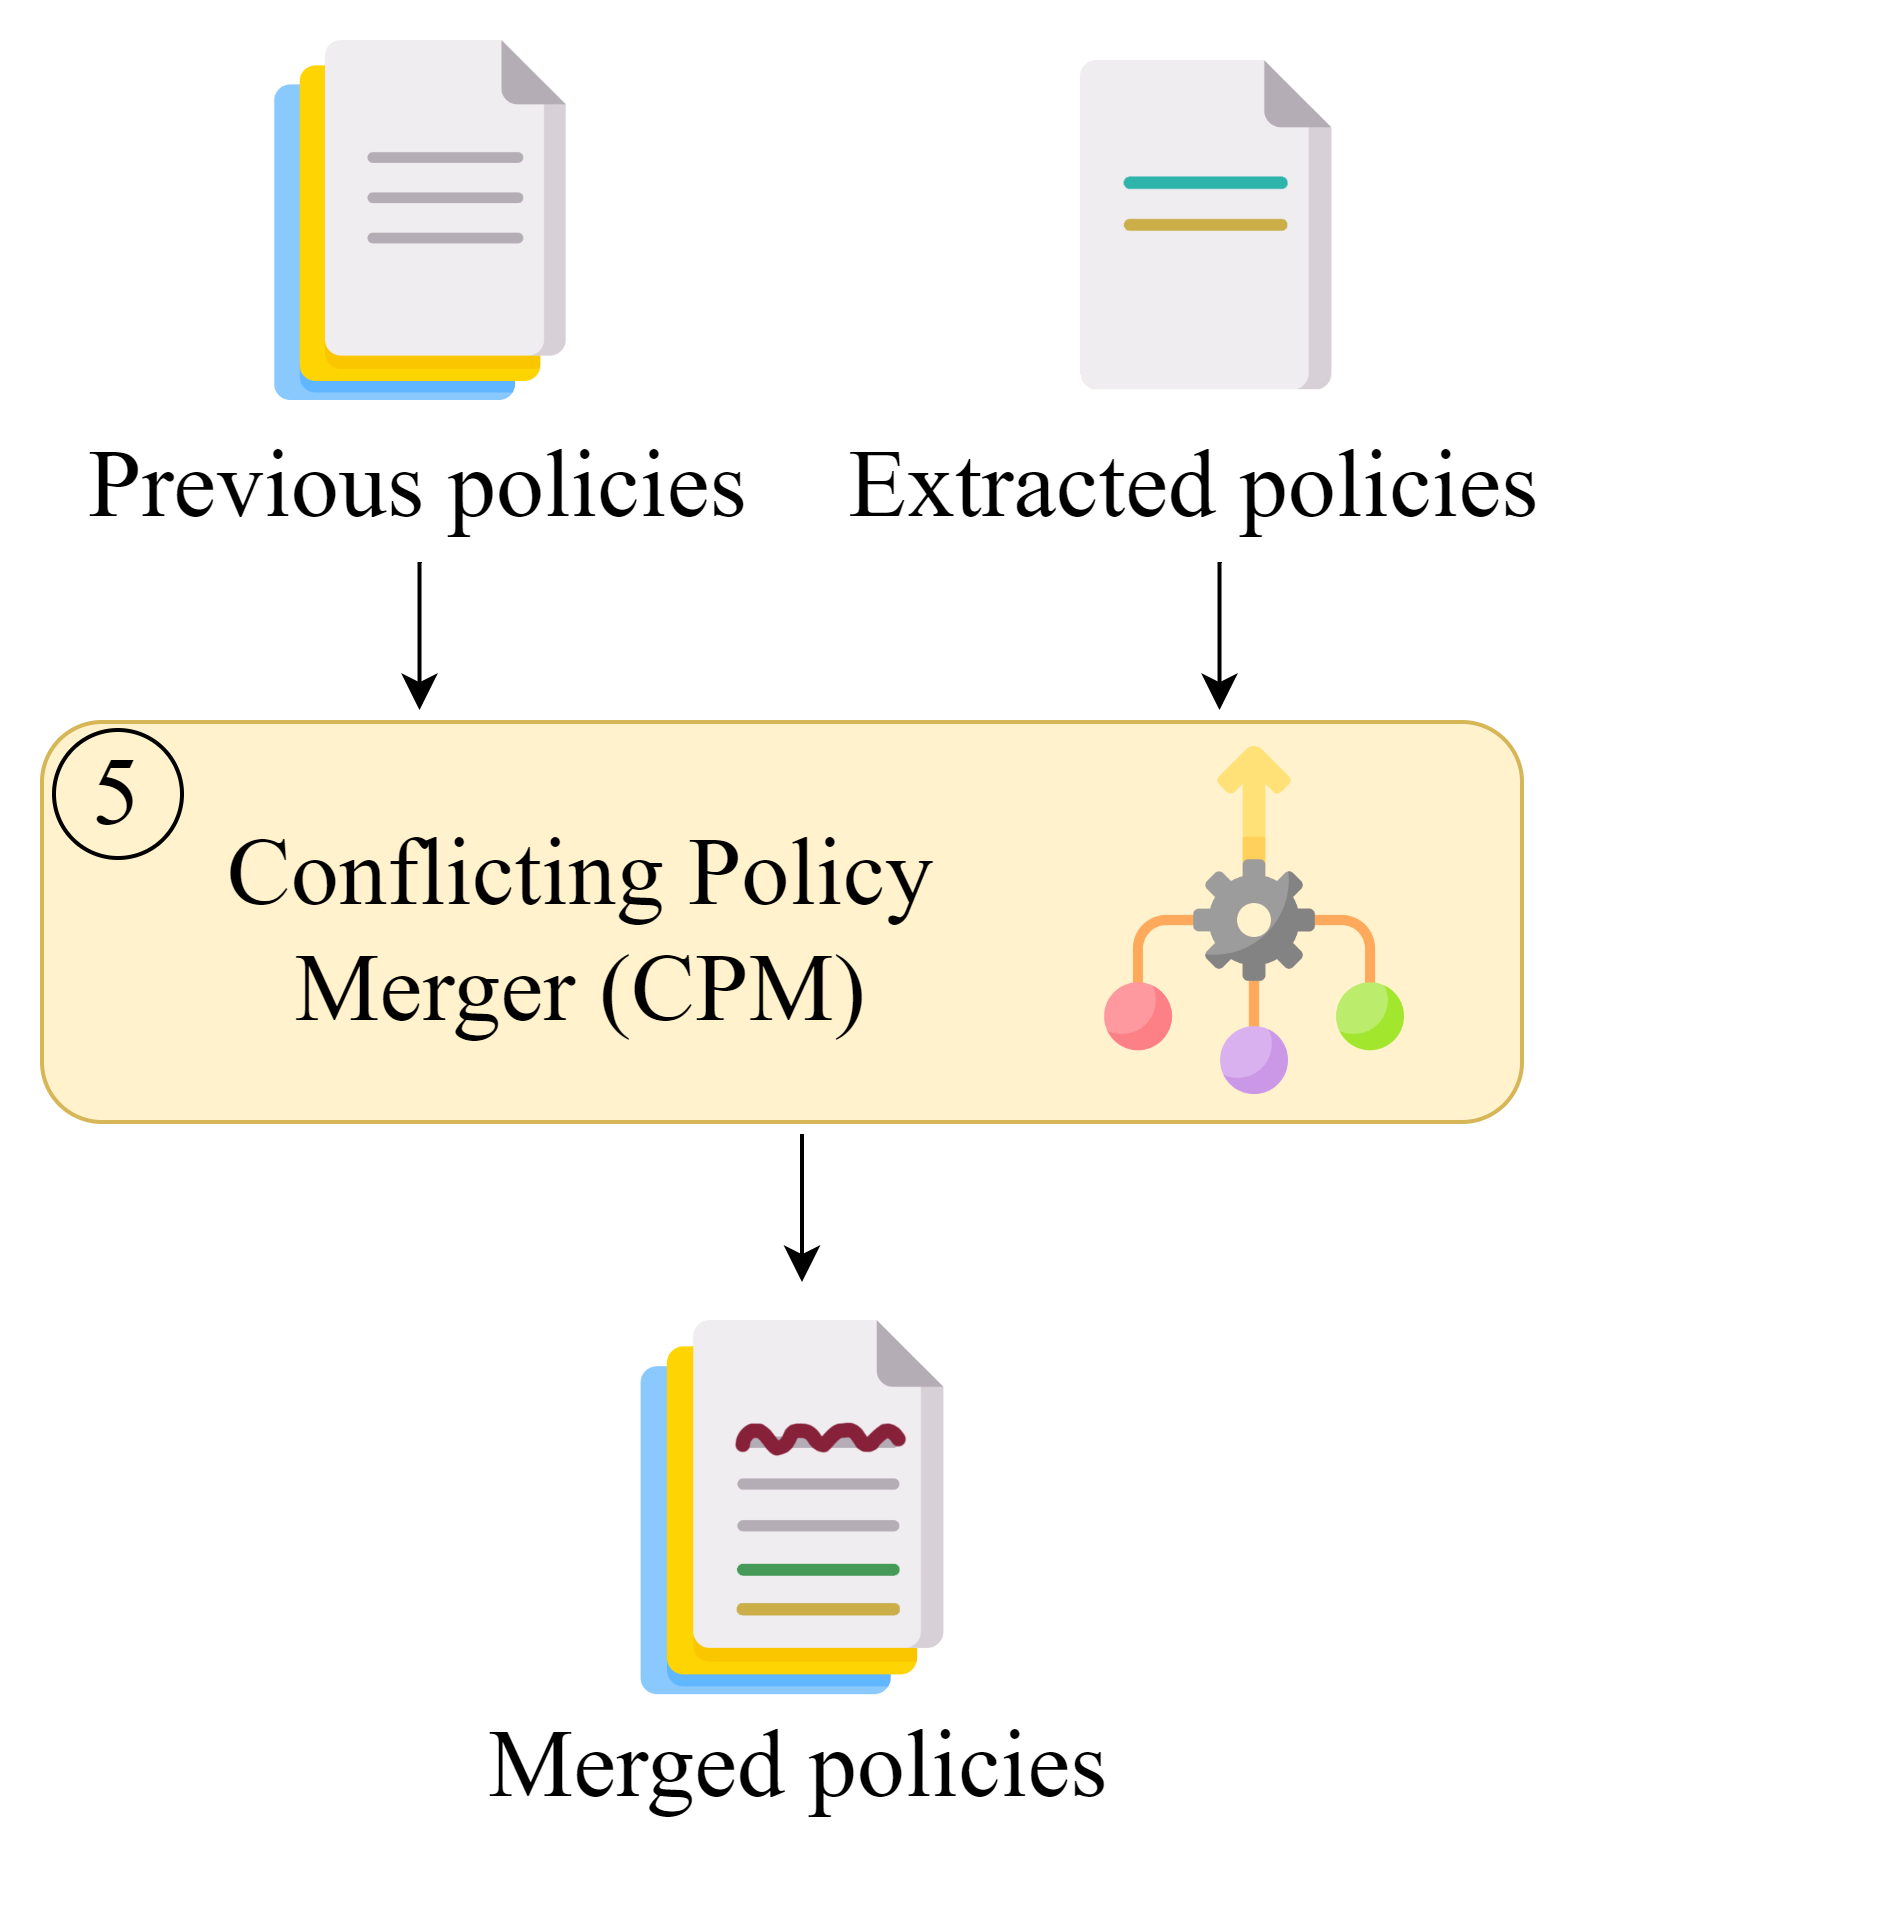 Previous policies
Extracted policies
5
Conflicting Policy
Merger (CPM)
Merged policies